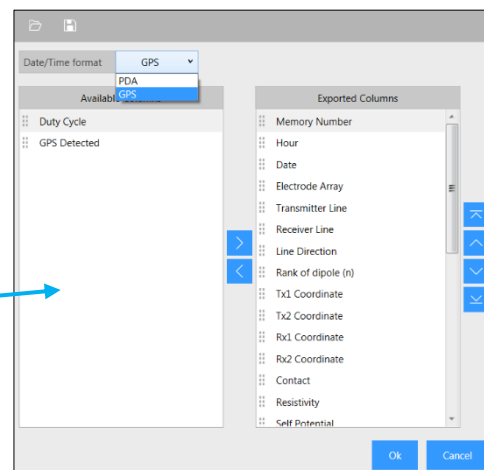 Date/Time format
GPS
PDA
GPS
Available Columns
Duty Cycle
GPS Detected
Exported Columns
Memory Number
Hour
Date
Electrode Array
Transmitter Line
Receiver Line
Line Direction
Rank of dipole (n)
Tx1 Coordinate
Tx2 Coordinate
Rx1 Coordinate
Rx2 Coordinate
Contact
Resistivity
Self Potential
Ok
Cancel